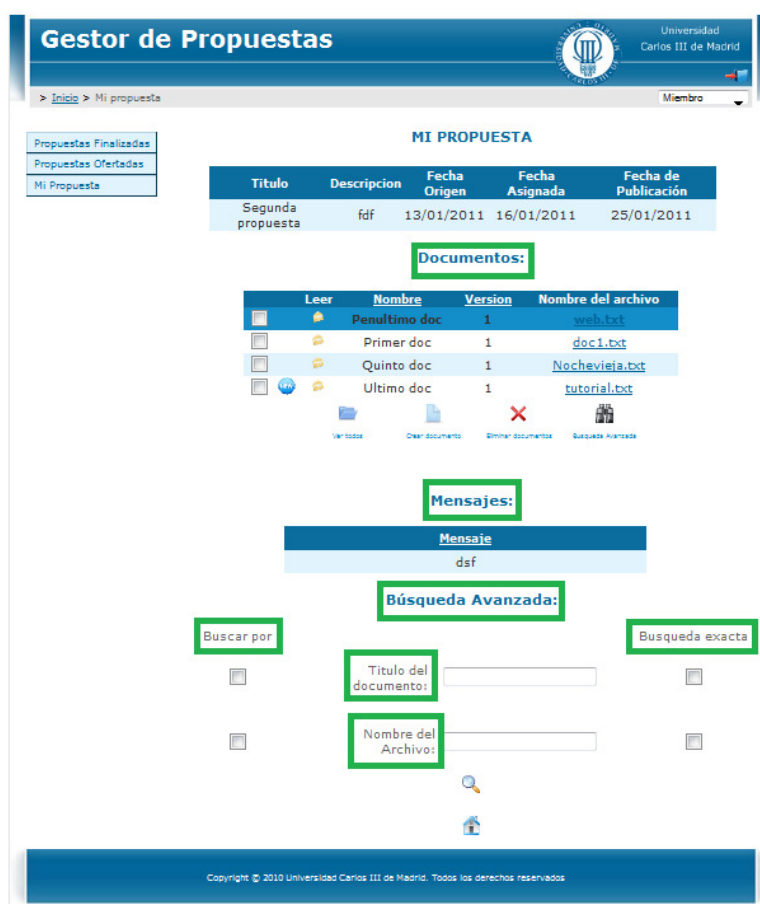 Gestor de Propuestas
Universidad
Carlos III de Madrid
> Inicio > Mi propuesta
Miembro
Propuestas Finalizadas
Propuestas Ofertadas
Mi Propuesta
MI PROPUESTA
Titulo Descripcion Fecha Origen Fecha Asignada Fecha de Publicación
Segunda propuesta fdf 13/01/2011 16/01/2011 25/01/2011
Documentos:
Leer Nombre Version Nombre del archivo
Penultimo doc 1 web.txt
Primer doc 1 doc1.txt
Quinto doc 1 Nochevieja.txt
Ultimo doc 1 tutorial.txt
Ver todos Crear documento Eliminar documentos Busqueda Avanzada
Mensajes:
Mensaje
dsf
Búsqueda Avanzada:
Buscar por Busqueda exacta
Titulo del
documento:
Nombre del
Archivo:
Copyright © 2010 Universidad Carlos III de Madrid. Todos los derechos reservados